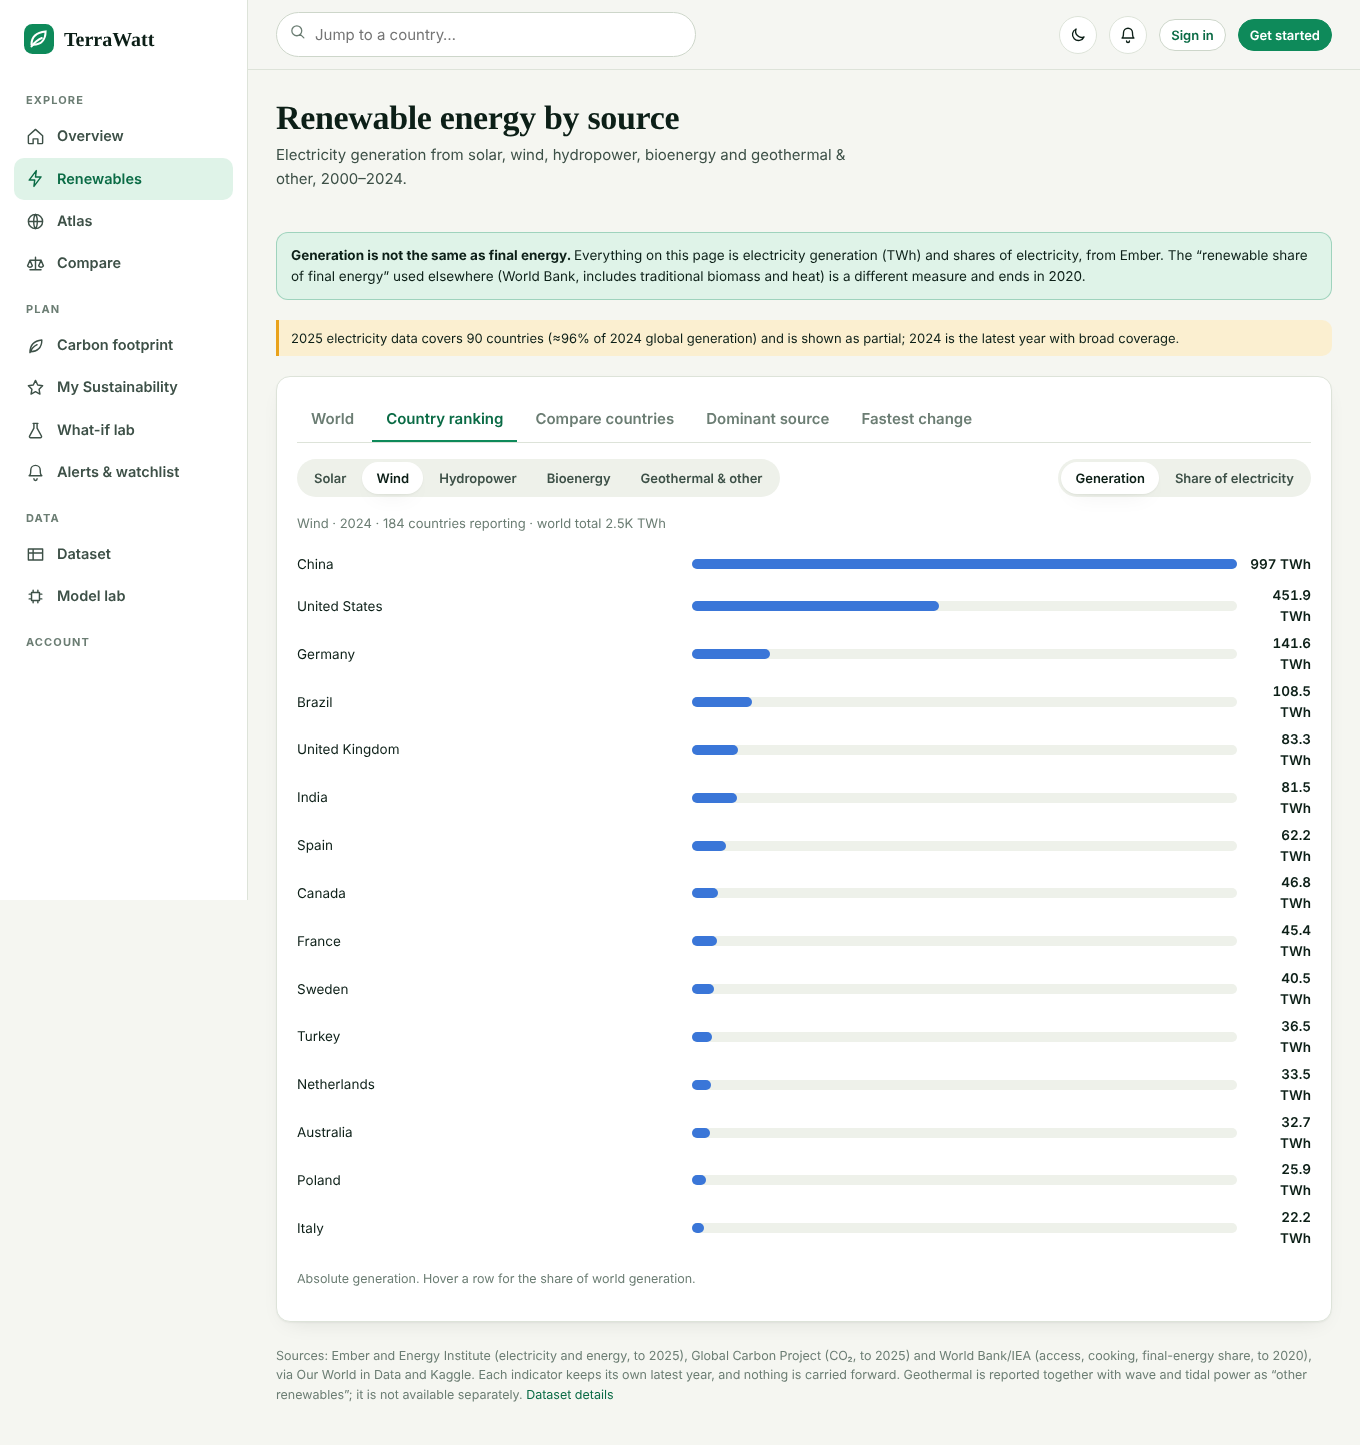 TerraWatt
Jump to a country...
Sign in
Get started
EXPLORE
Overview
Renewables
Atlas
Compare
PLAN
Carbon footprint
My Sustainability
What-if lab
Alerts & watchlist
DATA
Dataset
Model lab
ACCOUNT
Renewable energy by source
Electricity generation from solar, wind, hydropower, bioenergy and geothermal &
other, 2000–2024.
Generation is not the same as final energy. Everything on this page is electricity generation (TWh) and shares of electricity, from Ember. The “renewable share
of final energy” used elsewhere (World Bank, includes traditional biomass and heat) is a different measure and ends in 2020.
2025 electricity data covers 90 countries (≈96% of 2024 global generation) and is shown as partial; 2024 is the latest year with broad coverage.
World
Country ranking
Compare countries
Dominant source
Fastest change
Solar
Wind
Hydropower
Bioenergy
Geothermal & other
Generation
Share of electricity
Wind · 2024 · 184 countries reporting · world total 2.5K TWh
China
997 TWh
United States
451.9
TWh
Germany
141.6
TWh
Brazil
108.5
TWh
United Kingdom
83.3
TWh
India
81.5
TWh
Spain
62.2
TWh
Canada
46.8
TWh
France
45.4
TWh
Sweden
40.5
TWh
Turkey
36.5
TWh
Netherlands
33.5
TWh
Australia
32.7
TWh
Poland
25.9
TWh
Italy
22.2
TWh
Absolute generation. Hover a row for the share of world generation.
Sources: Ember and Energy Institute (electricity and energy, to 2025), Global Carbon Project (CO₂, to 2025) and World Bank/IEA (access, cooking, final-energy share, to 2020),
via Our World in Data and Kaggle. Each indicator keeps its own latest year, and nothing is carried forward. Geothermal is reported together with wave and tidal power as “other
renewables”; it is not available separately. Dataset details